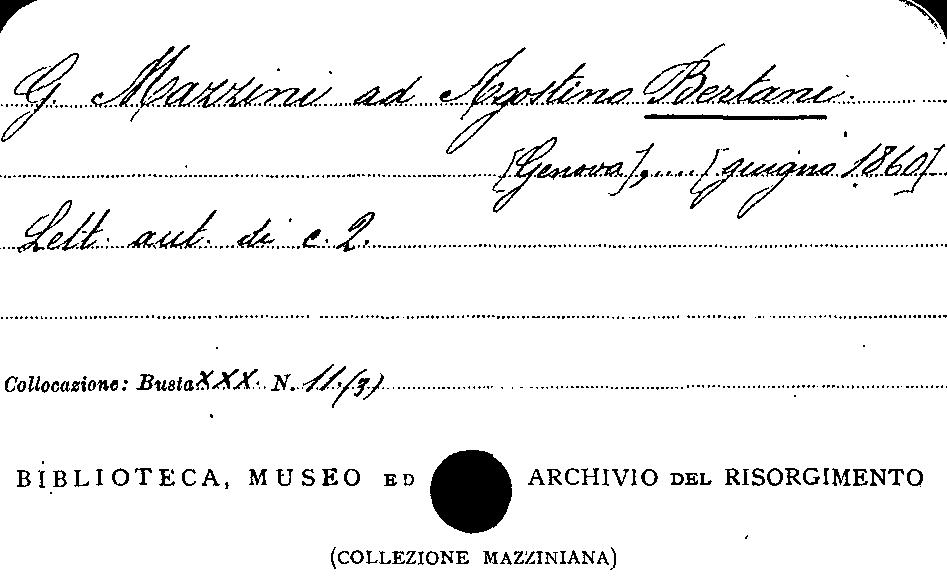 G. Mazzini ad Agostino Bertani.
[Genova],....[giugno 1860]
Lett. aut. di c. 2.
Collocazione: Busta XXX. N. 11.(3)
BIBLIOTECA, MUSEO ED ARCHIVIO DEL RISORGIMENTO
(COLLEZIONE MAZZINIANA)